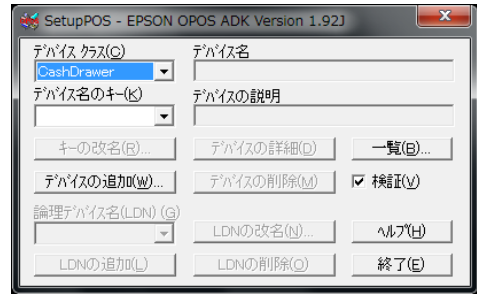 SetupPOS - EPSON OPOS ADK Version 1.92J
ﾃﾞﾊﾞｲｽ ｸﾗｽ(C)
ﾃﾞﾊﾞｲｽ名
CashDrawer
ﾃﾞﾊﾞｲｽ名のｷｰ(K)
ﾃﾞﾊﾞｲｽの説明
ｷｰの改名(R)...
ﾃﾞﾊﾞｲｽの詳細(D)
一覧(B)...
ﾃﾞﾊﾞｲｽの追加(W)...
ﾃﾞﾊﾞｲｽの削除(M)
検証(V)
論理ﾃﾞﾊﾞｲｽ名(LDN) (G)
LDNの改名(N)...
ﾍﾙﾌﾟ(H)
LDNの追加(L)
LDNの削除(O)
終了(E)